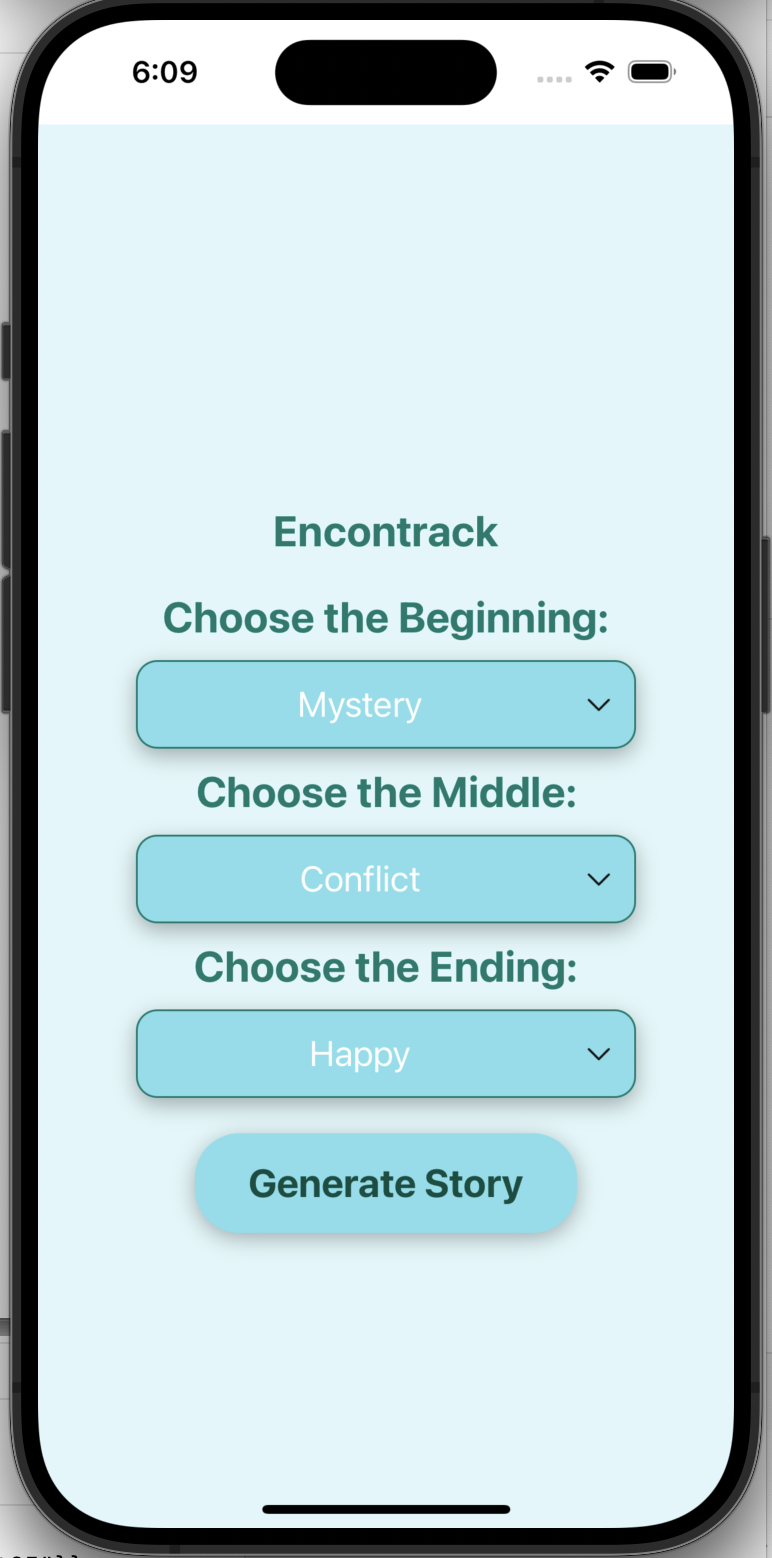 6:09
Encontrack
Choose the Beginning:
Mystery
Choose the Middle:
Conflict
Choose the Ending:
Happy
Generate Story